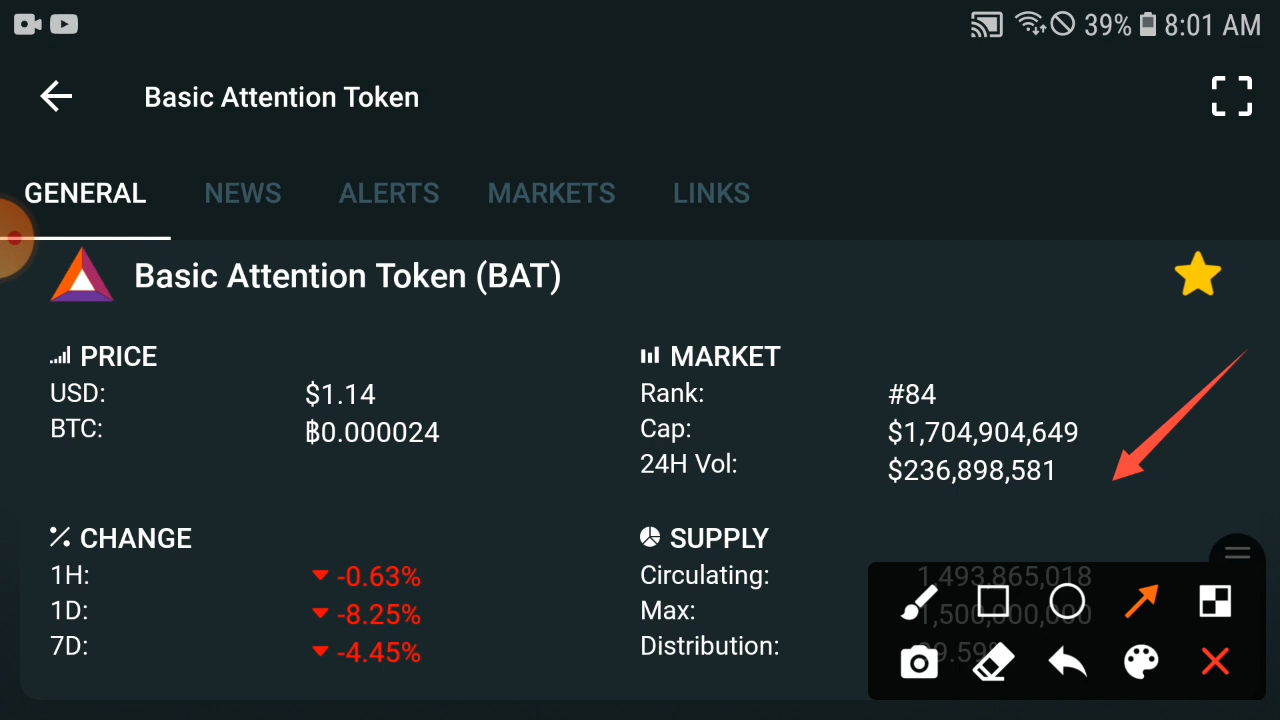 39% 8:01 AM
Basic Attention Token
GENERAL NEWS ALERTS MARKETS LINKS
Basic Attention Token (BAT)
PRICE
USD: $1.14
BTC: ฿0.000024
MARKET
Rank: #84
Cap: $1,704,904,649
24H Vol: $236,898,581
CHANGE
1H: -0.63%
1D: -8.25%
7D: -4.45%
SUPPLY
Circulating: 1,493,865,018
Max: 1,500,000,000
Distribution: